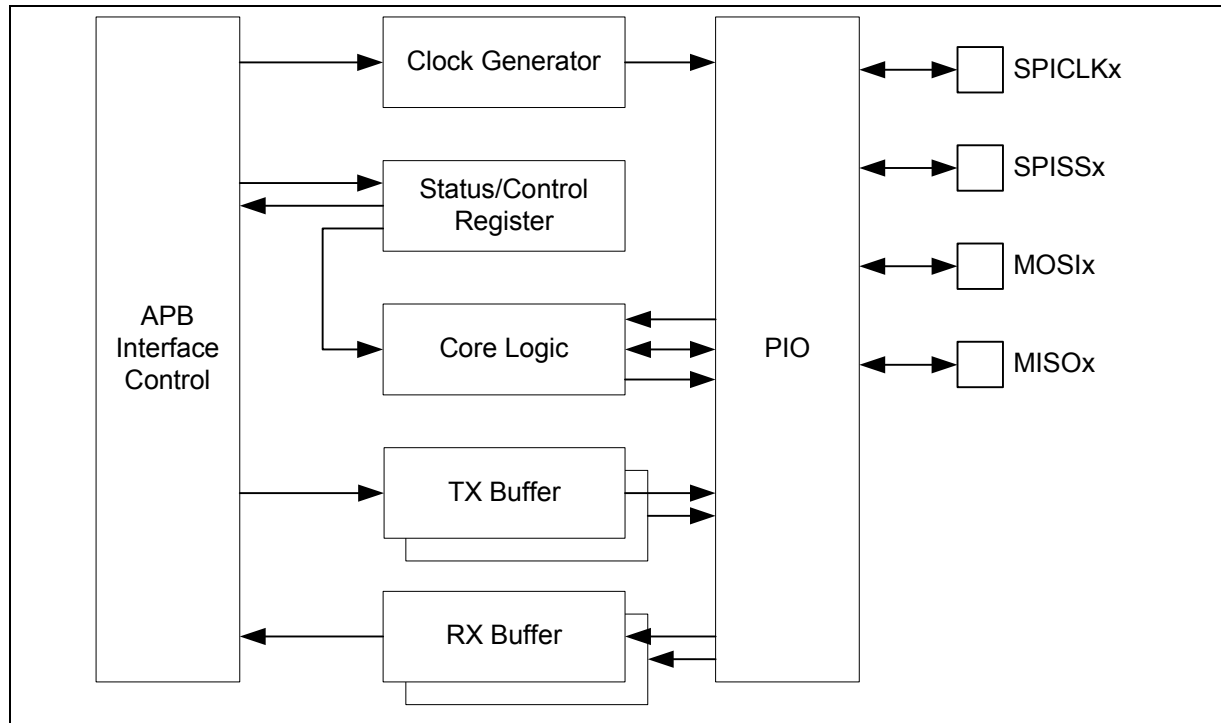 Clock Generator
SPICLKx
Status/Control
Register
SPISSx
MOSIx
APB
Interface
Control
Core Logic
PIO
MISOx
TX Buffer
RX Buffer